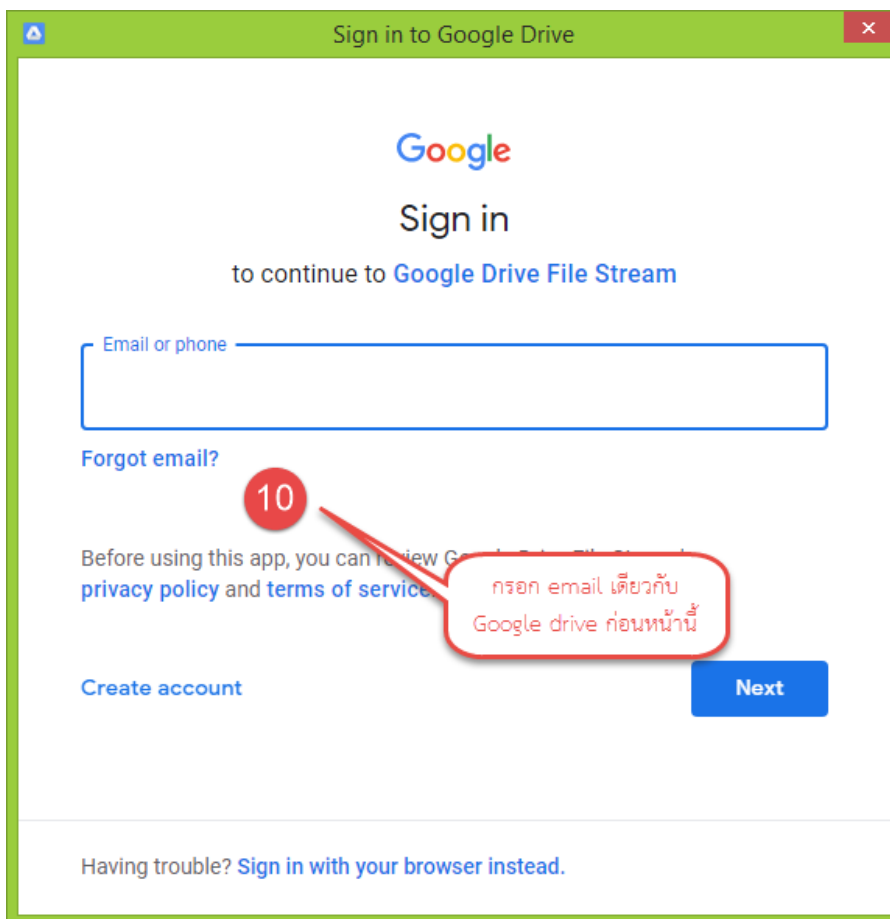 Sign in to Google Drive
Google
Sign in
to continue to Google Drive File Stream
Email or phone
Forgot email?
10
Before using this app, you can
privacy policy and terms of service.
กรอก email เดียวกับ
Google drive ก่อนหน้านี้
Create account
Next
Having trouble? Sign in with your browser instead.